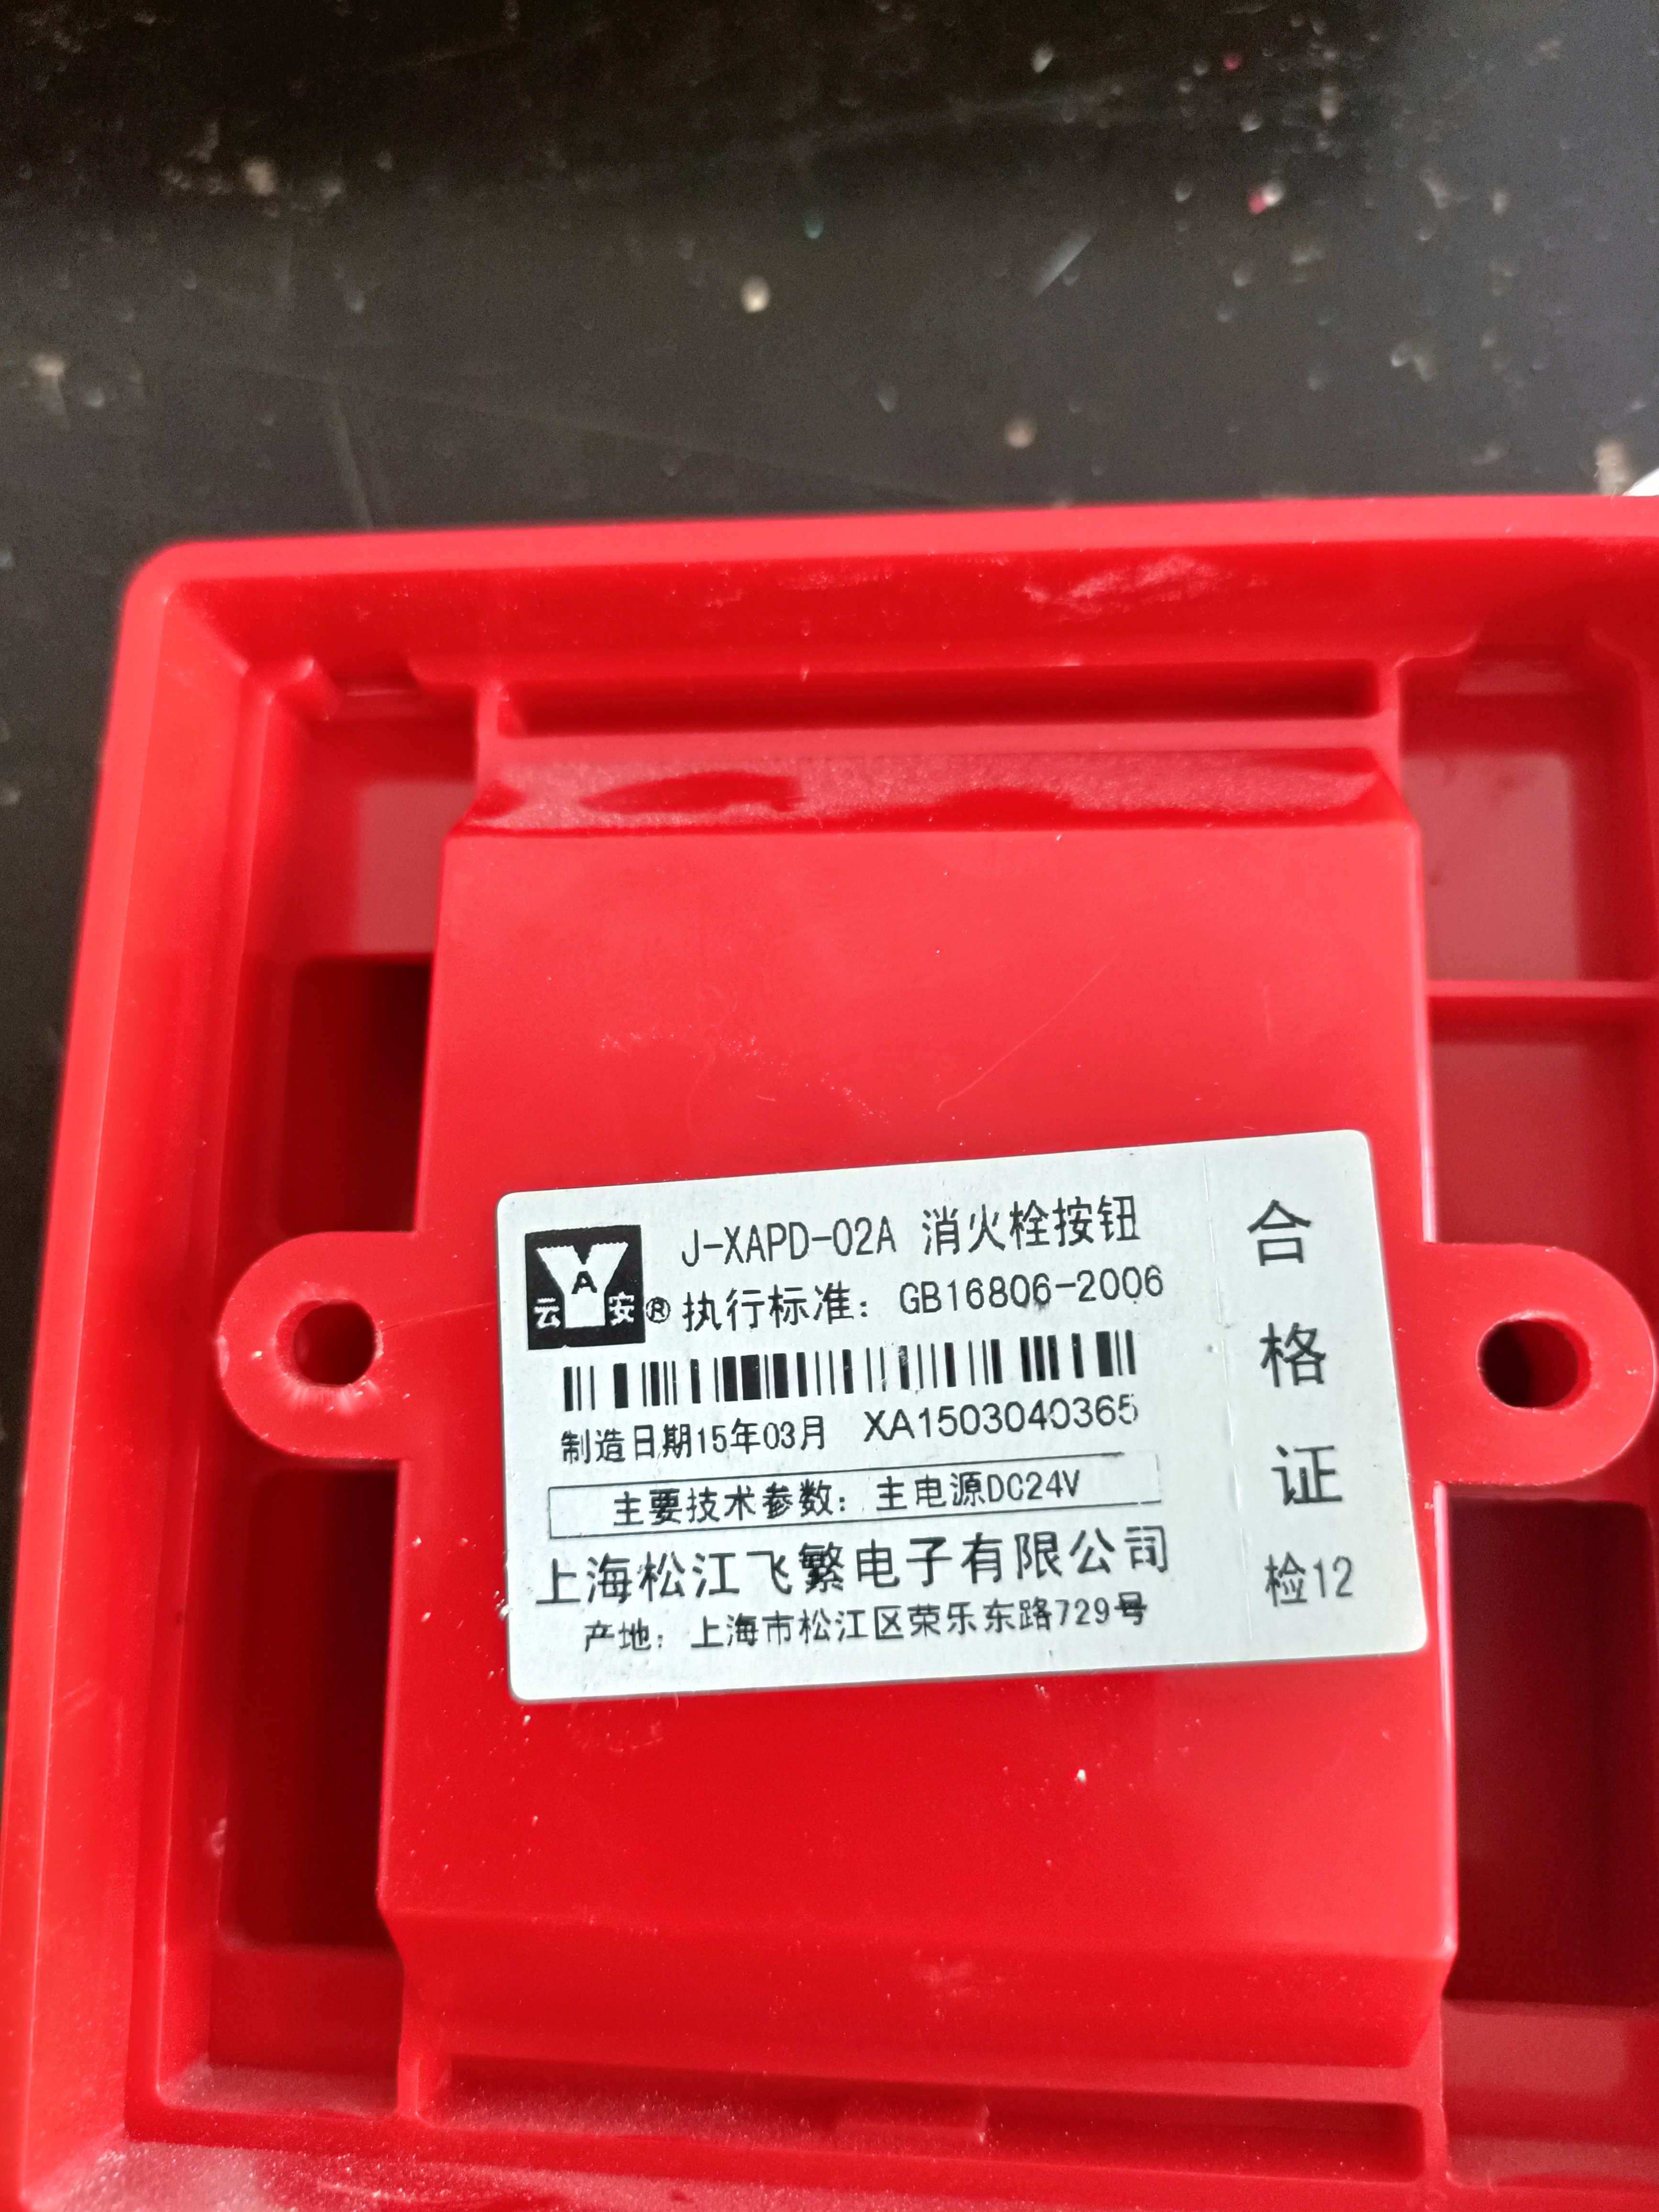 J-XAPD-02A 消火栓按钮
YA
云安®
执行标准：GB16806-2006
制造日期15年03月 XA1503040365
主要技术参数：主电源DC24V
上海松江飞繁电子有限公司
产地：上海市松江区荣乐东路729号
合格证
检12